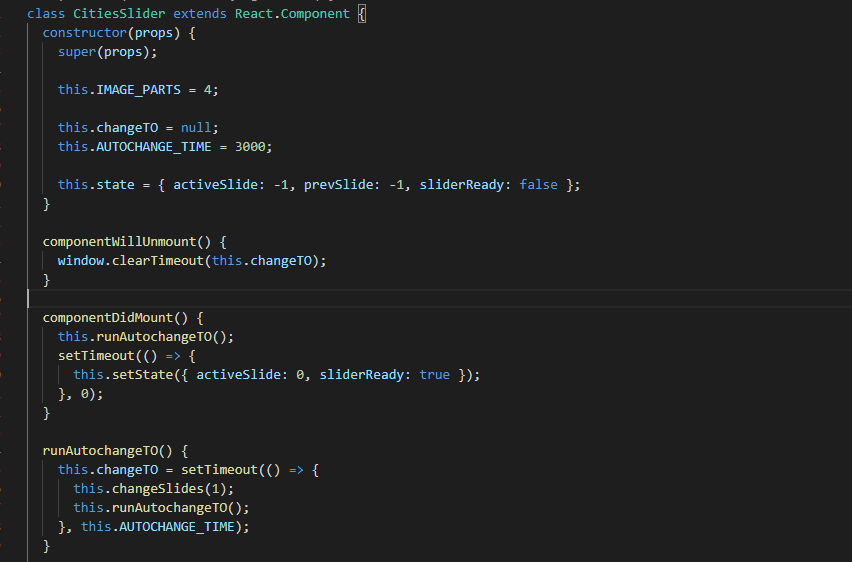 class CitiesSlider extends React.Component {
constructor(props) {
super(props);
this.IMAGE_PARTS = 4;
this.changeTO = null;
this.AUTOCHANGE_TIME = 3000;
this.state = { activeSlide: -1, prevSlide: -1, sliderReady: false };
}
componentWillUnmount() {
window.clearTimeout(this.changeTO);
}
componentDidMount() {
this.runAutochangeTO();
setTimeout(() => {
this.setState({ activeSlide: 0, sliderReady: true });
}, 0);
}
runAutochangeTO() {
this.changeTO = setTimeout(() => {
this.changeSlides(1);
this.runAutochangeTO();
}, this.AUTOCHANGE_TIME);
}